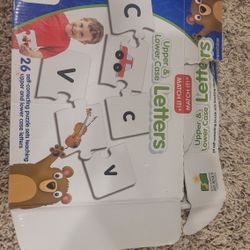 Upper &
Lower Case
Letters
MATCH IT!
26 self-correcting puzzle sets teaching
upper and lower case letters
C
V
C
V
MATCH IT!
Upper &
Lower Case
Letters